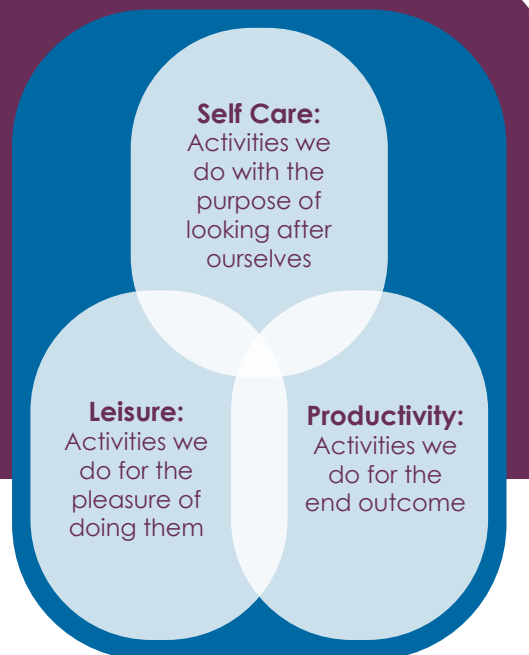 Self Care:
Activities we
do with the
purpose of
looking after
ourselves
Leisure:
Activities we
do for the
pleasure of
doing them
Productivity:
Activities we
do for the
end outcome